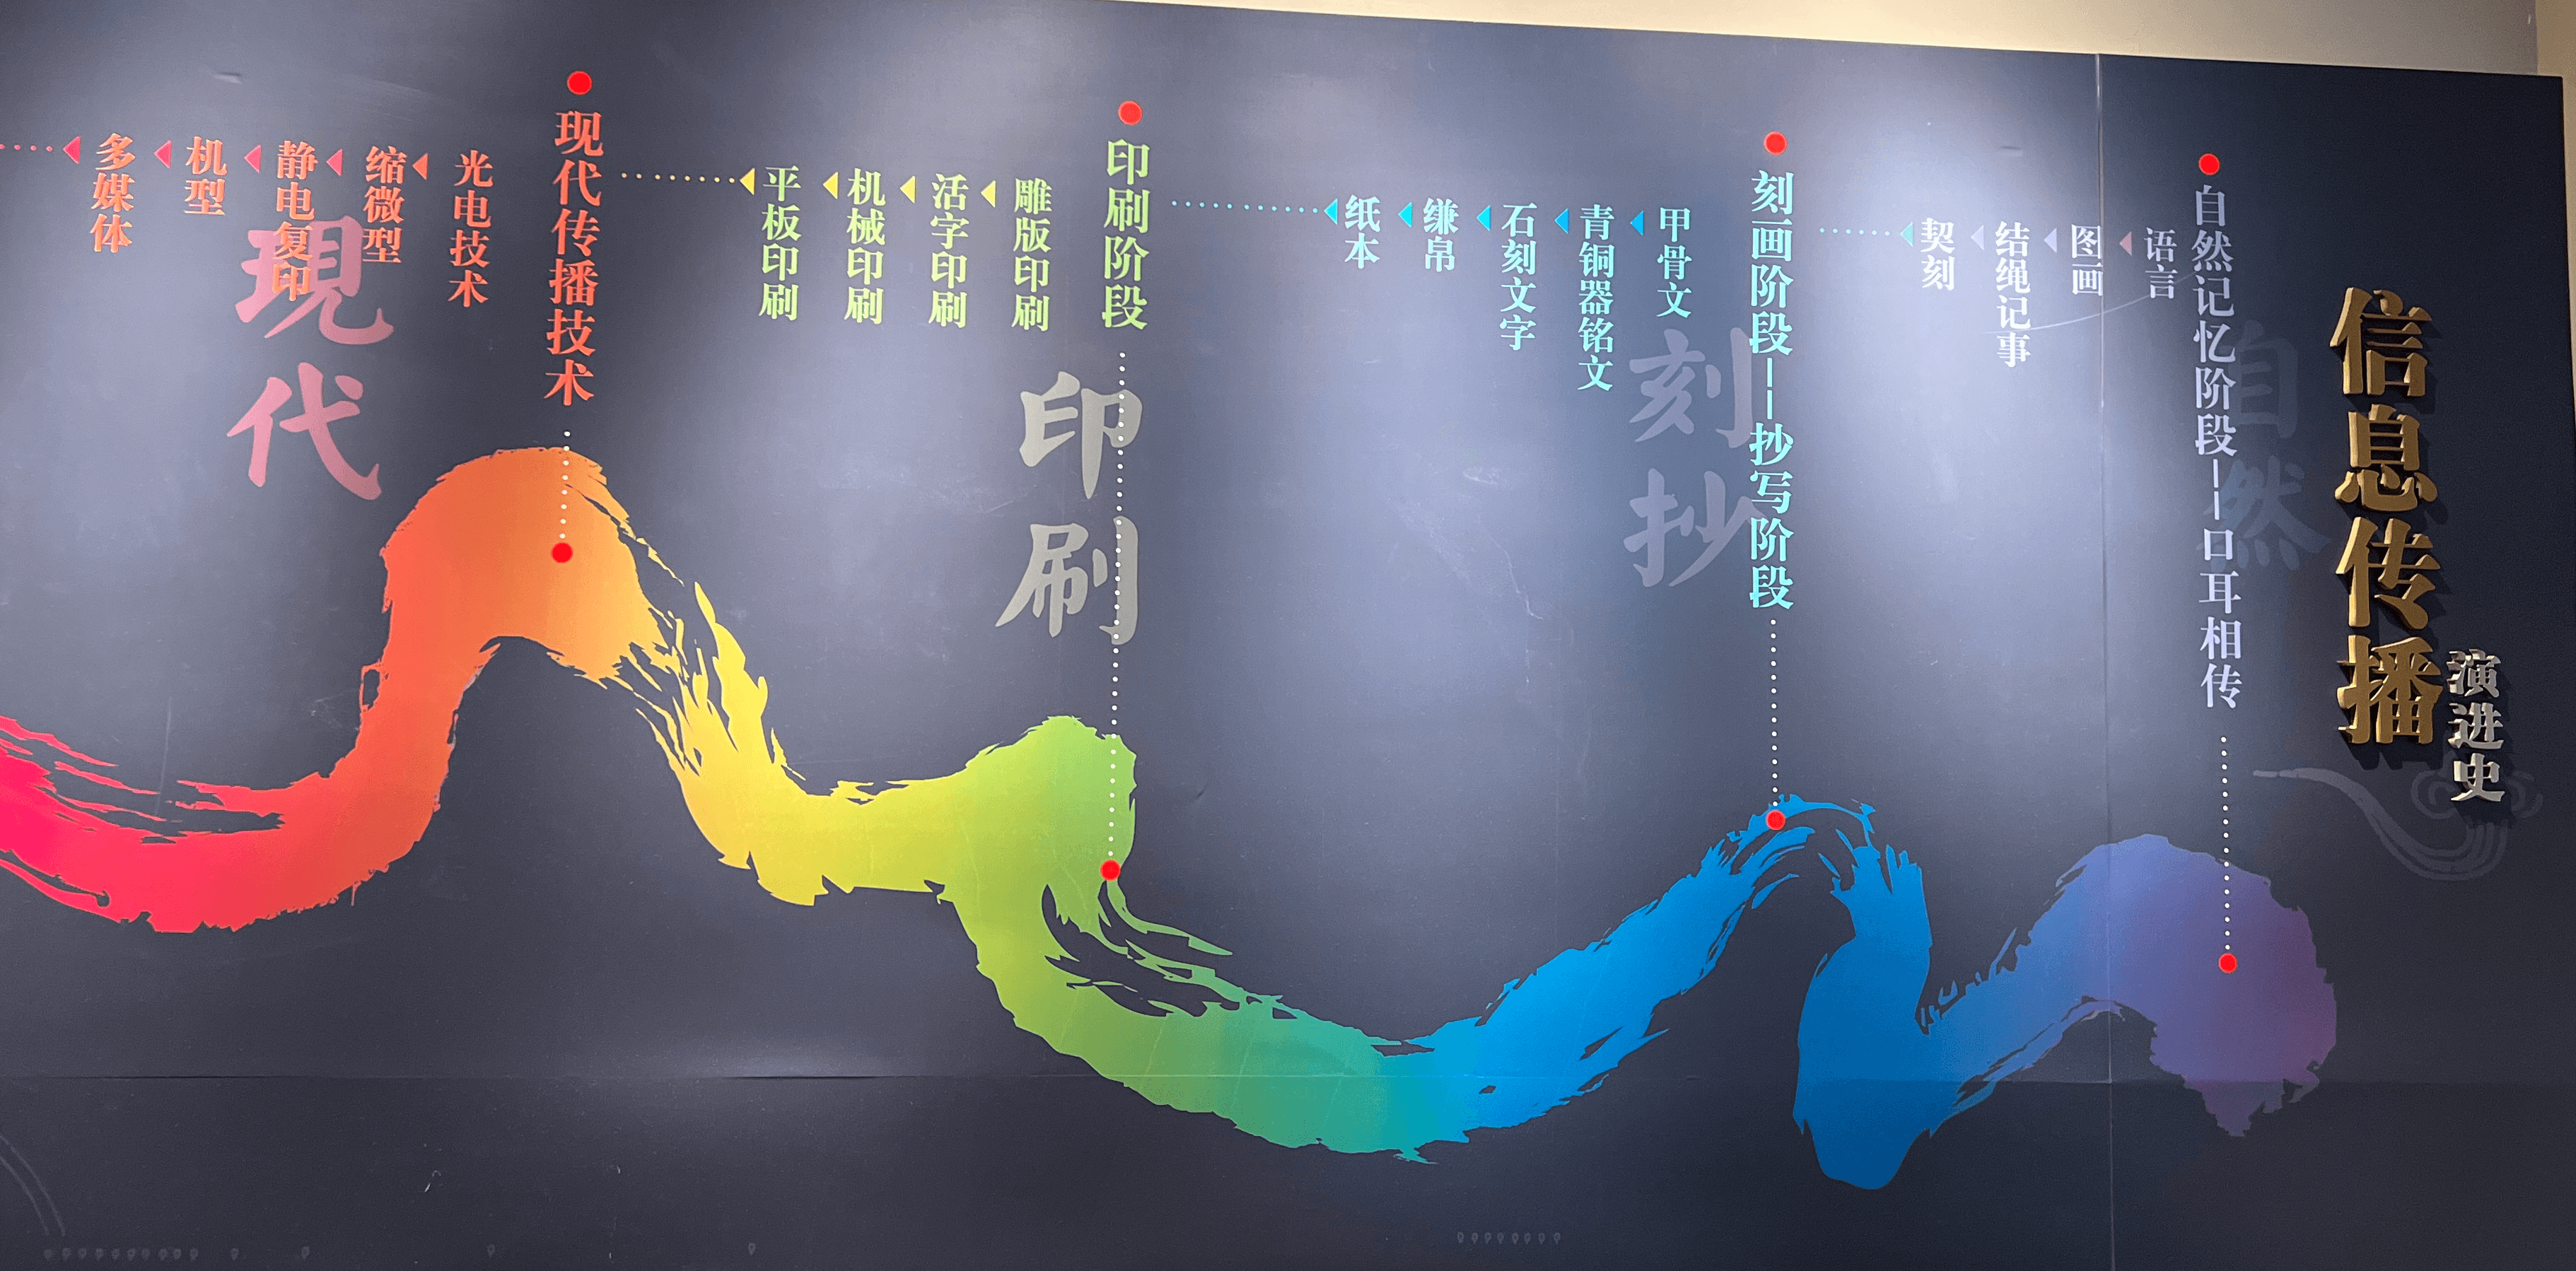 信息传播
演进史
自然
自然记忆阶段——口耳相传
语言
图画
结绳记事
契刻
刻画阶段——抄写阶段
刻抄
甲骨文
青铜器铭文
石刻文字
缣帛
纸本
印刷阶段
印刷
雕版印刷
活字印刷
机械印刷
平板印刷
现代传播技术
光电技术
缩微型
静电复印
現代
机型
多媒体